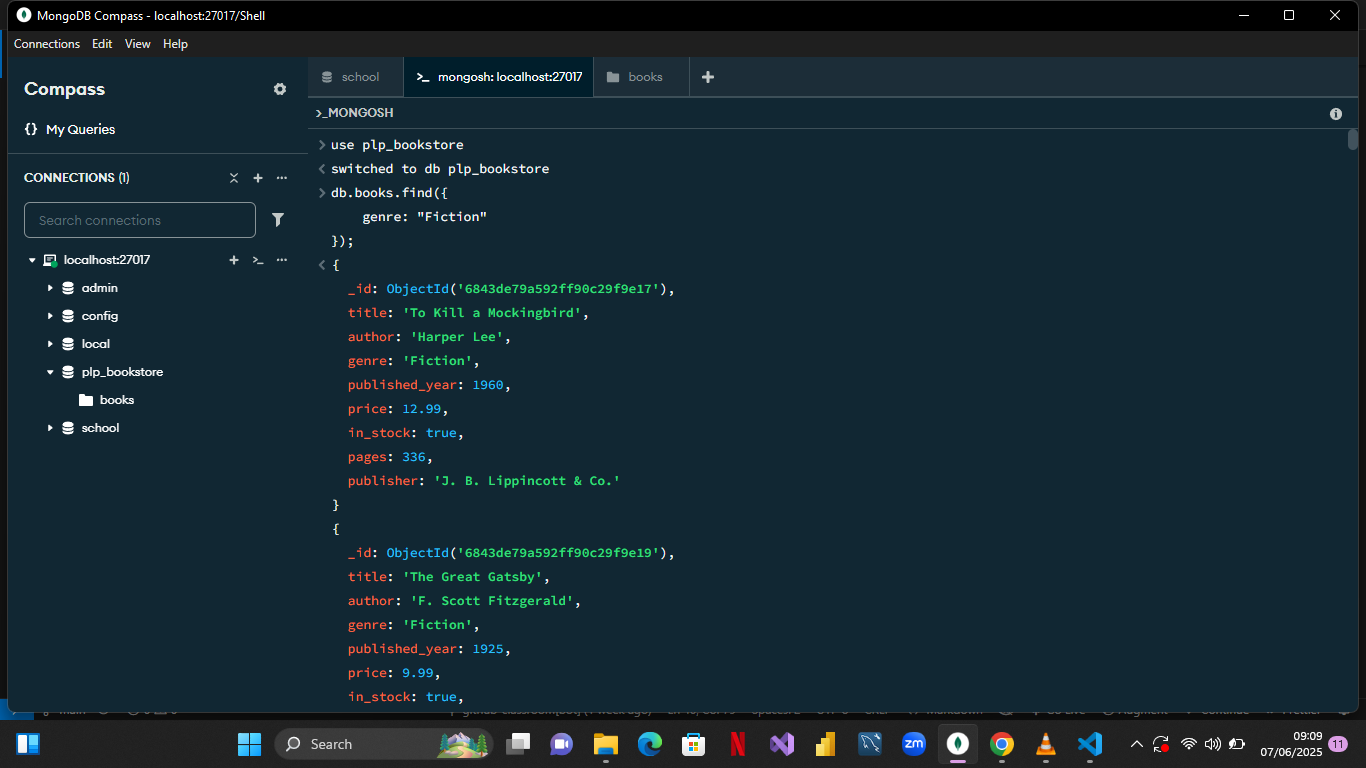 MongoDB Compass - localhost:27017/Shell
Connections Edit View Help
Compass
{} My Queries
CONNECTIONS (1)
Search connections
localhost:27017
admin
config
local
plp_bookstore
books
school
school
>_ mongosh: localhost:27017
books
>_MONGOSH
> use plp_bookstore
< switched to db plp_bookstore
> db.books.find({
genre: "Fiction"
});
< {
_id: ObjectId('6843de79a592ff90c29f9e17'),
title: 'To Kill a Mockingbird',
author: 'Harper Lee',
genre: 'Fiction',
published_year: 1960,
price: 12.99,
in_stock: true,
pages: 336,
publisher: 'J. B. Lippincott & Co.'
}
{
_id: ObjectId('6843de79a592ff90c29f9e19'),
title: 'The Great Gatsby',
author: 'F. Scott Fitzgerald',
genre: 'Fiction',
published_year: 1925,
price: 9.99,
in_stock: true,
Search
zm
09:09
07/06/2025
11